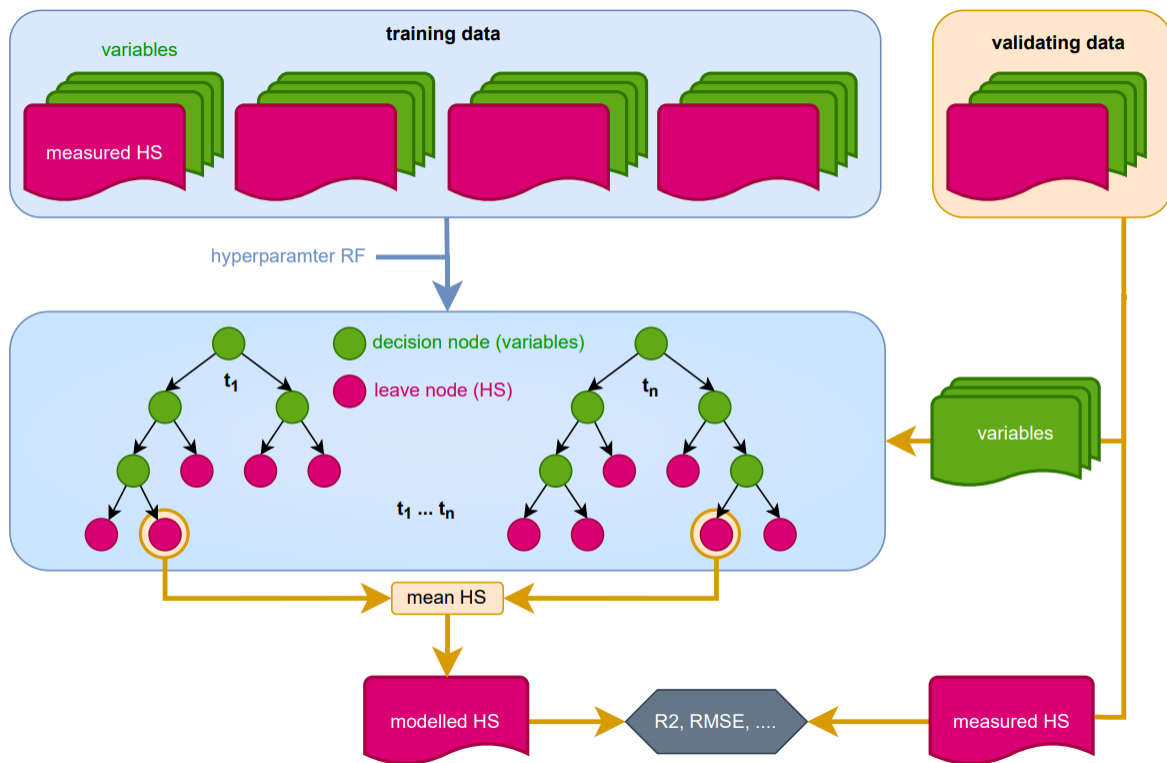 training data
variables
measured HS
validating data
hyperparamter RF
decision node (variables)
leave node (HS)
t1
tn
t1 ... tn
variables
mean HS
modelled HS
R2, RMSE, ....
measured HS